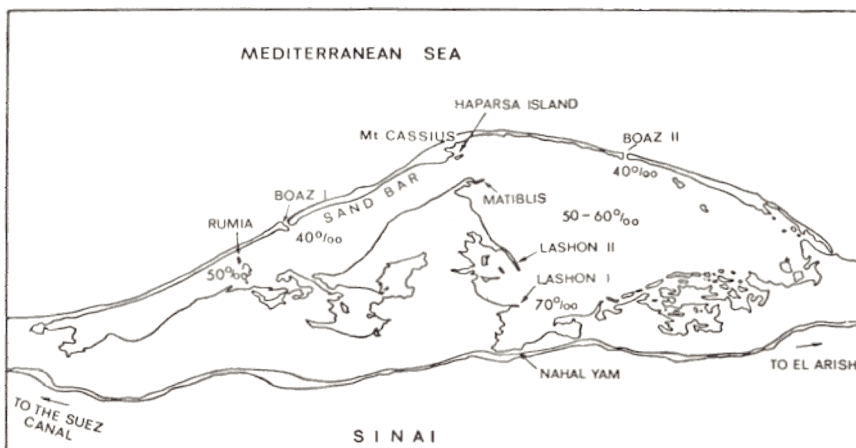 MEDITERRANEAN SEA
HAPARSA ISLAND
Mt CASSIUS
BOAZ II
40‰
SAND BAR
BOAZ I
MATIBLIS
RUMIA
40‰
50-60‰
50‰
LASHON II
LASHON I
70‰
NAHAL YAM
TO EL ARISH
TO THE SUEZ
CANAL
SINAI